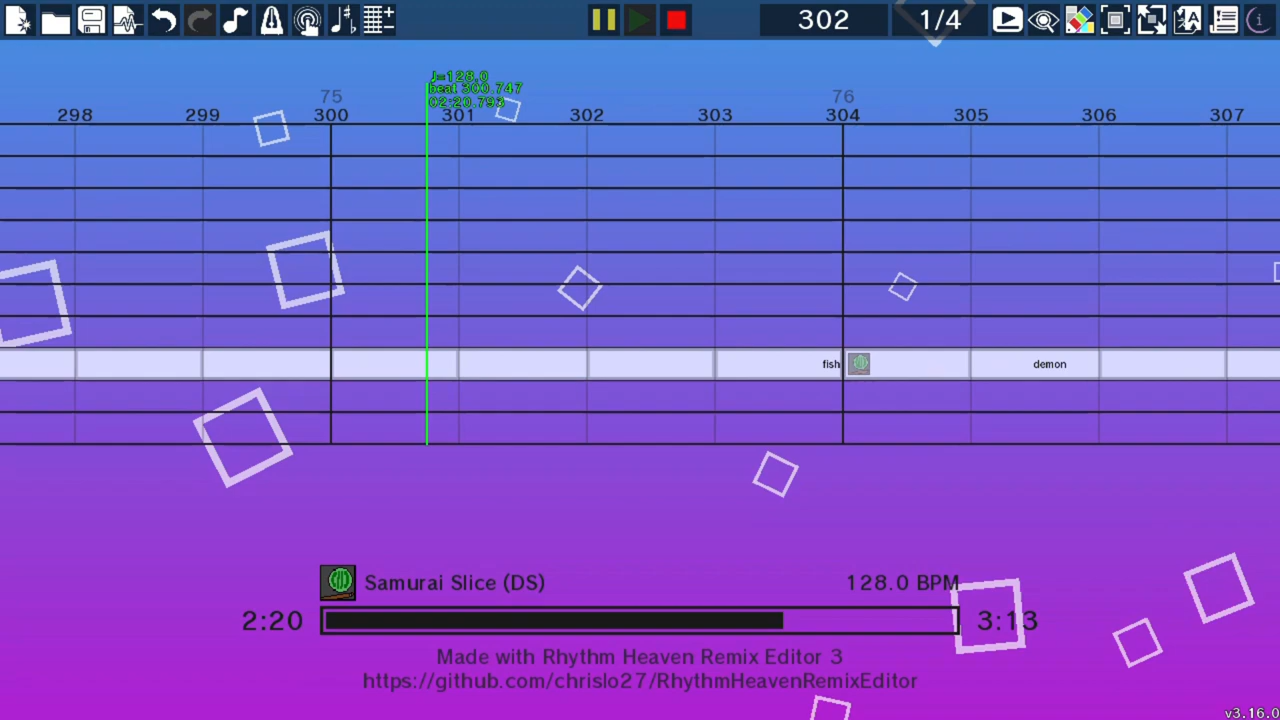 302 1/4
♩=128.0
beat 300.747
02:20.793
75 76
298 299 300 301 302 303 304 305 306 307
fish demon
Samurai Slice (DS) 128.0 BPM
2:20 3:13
Made with Rhythm Heaven Remix Editor 3
https://github.com/chrislo27/RhythmHeavenRemixEditor
v3.16.0